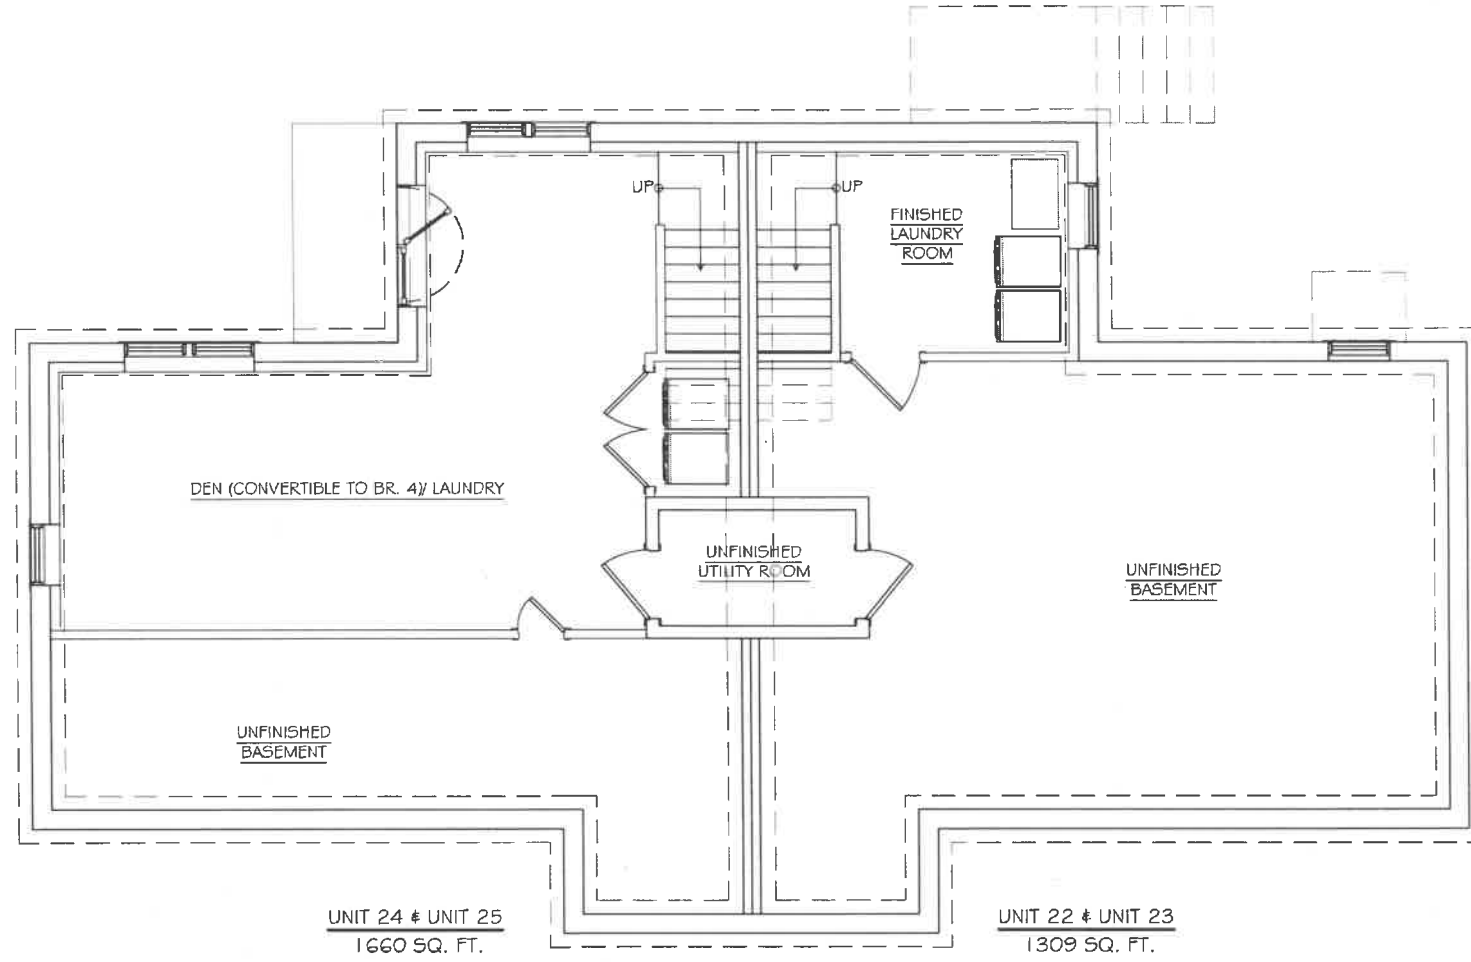 UP
UP
FINISHED
LAUNDRY
ROOM
DEN (CONVERTIBLE TO BR. 4)/ LAUNDRY
UNFINISHED
UTILITY ROOM
UNFINISHED
BASEMENT
UNFINISHED
BASEMENT
UNIT 24 & UNIT 25
1660 SQ. FT.
UNIT 22 & UNIT 23
1309 SQ. FT.